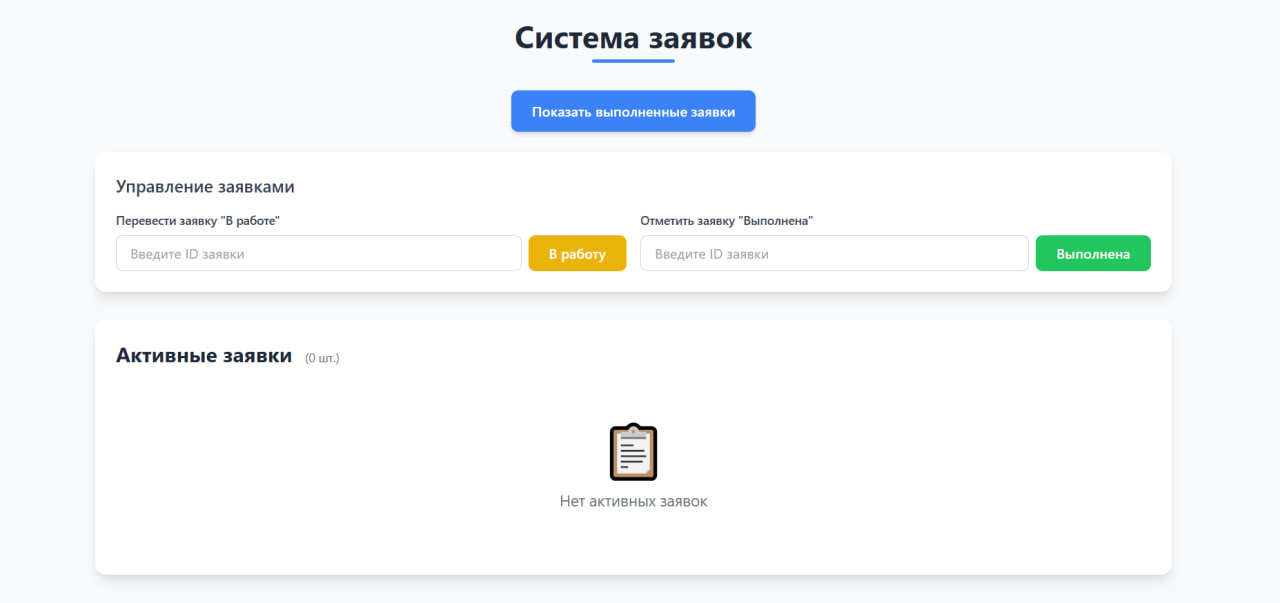 Система заявок
Показать выполненные заявки
Управление заявками
Перевести заявку "В работе"
Введите ID заявки
В работу
Отметить заявку "Выполнена"
Введите ID заявки
Выполнена
Активные заявки (0 шт.)
Нет активных заявок